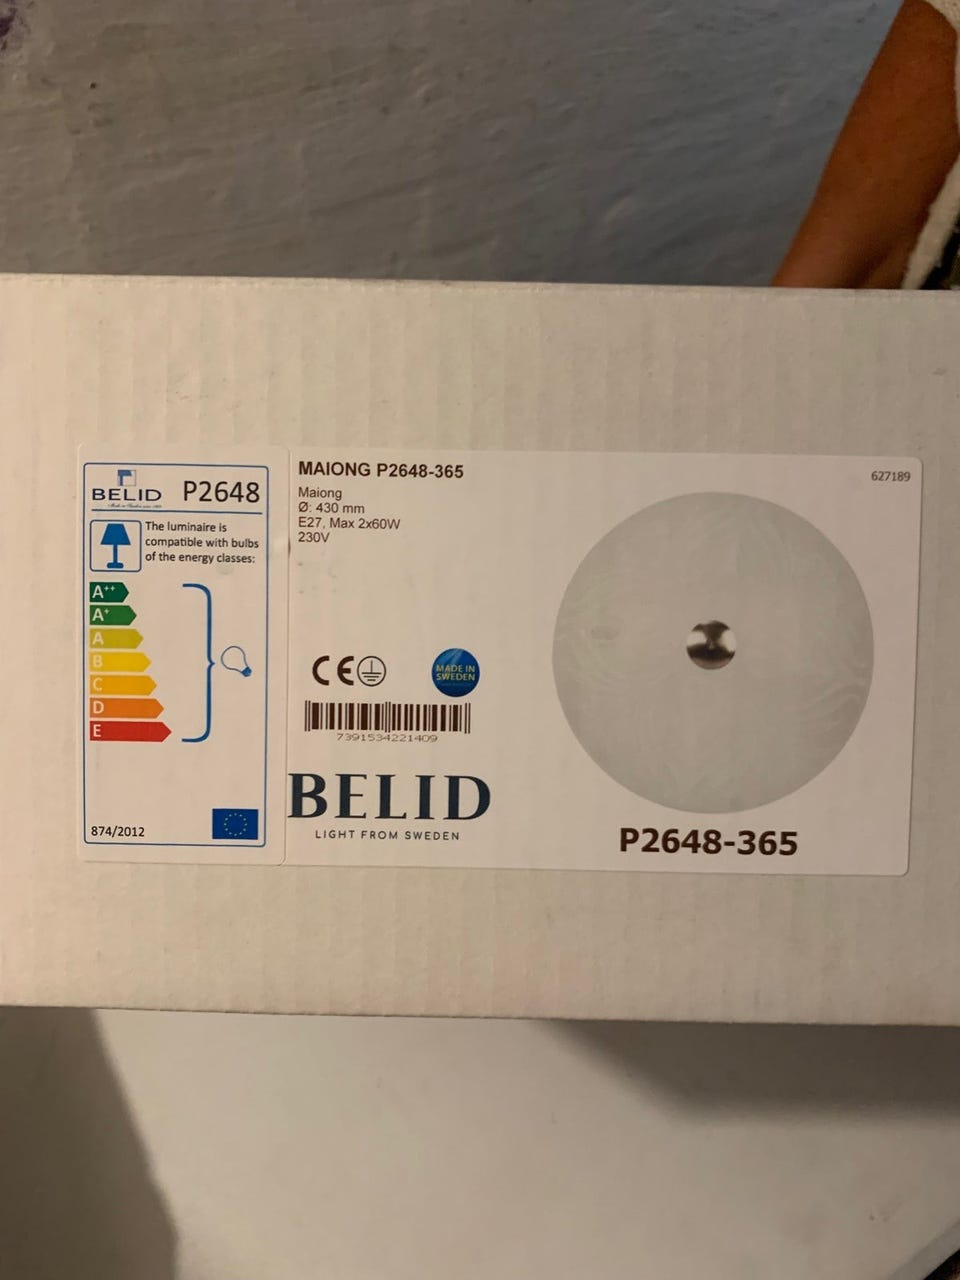 BELID P2648
The luminaire is
compatible with bulbs
of the energy classes:
A++
A+
A
B
C
D
E
874/2012
MAIONG P2648-365
Maiong
Ø: 430 mm
E27, Max 2x60W
230V
627189
CE
MADE IN
SWEDEN
7391534221409
BELID
LIGHT FROM SWEDEN
P2648-365